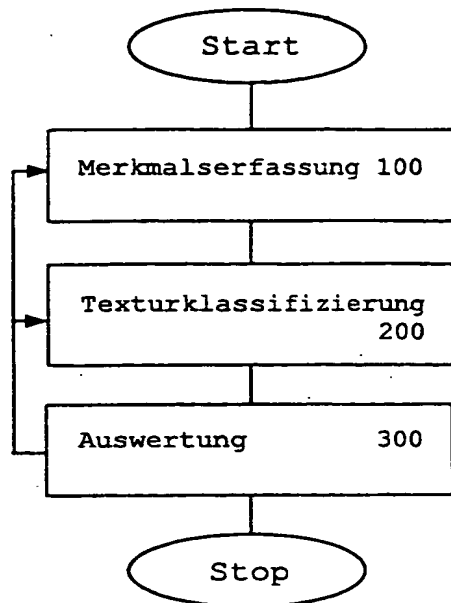 Start
Merkmalserfassung 100
Texturklassifizierung
200
Auswertung 300
Stop